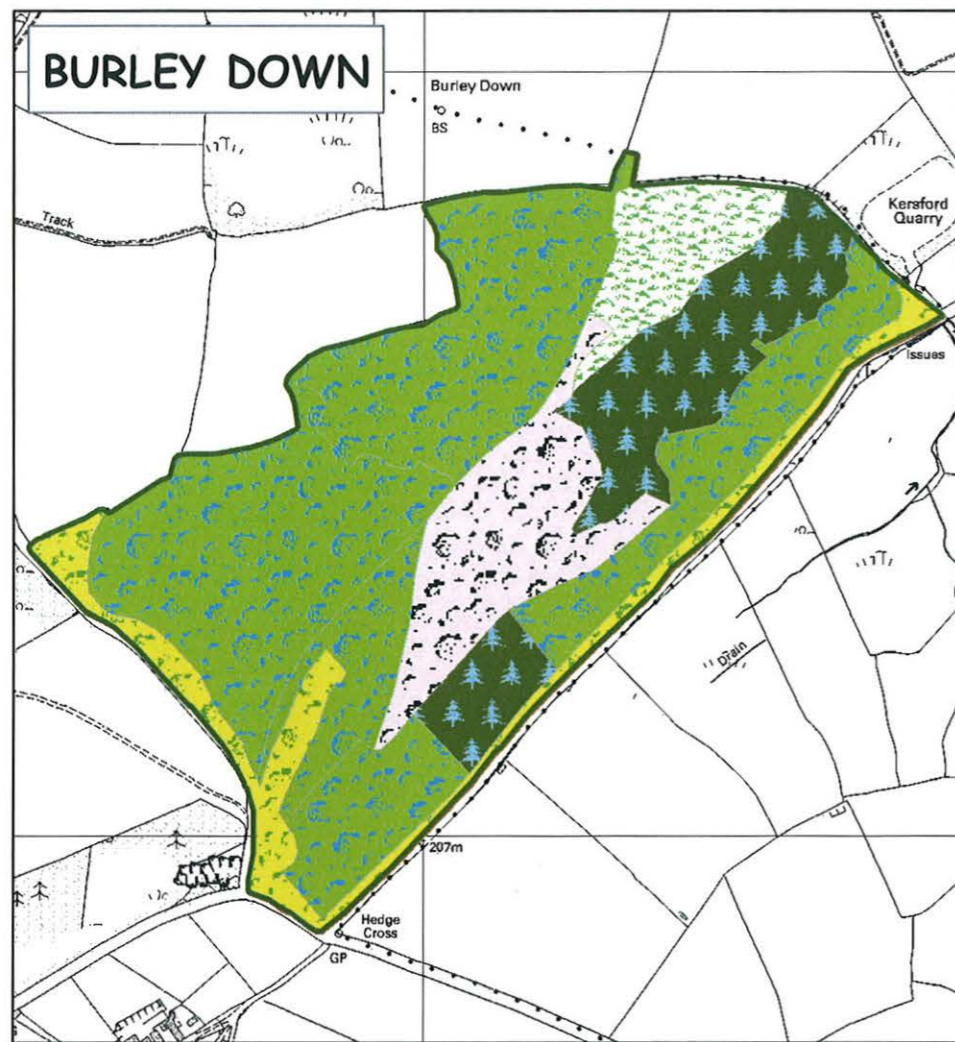 BURLEY DOWN
Burley Down
BS
Track
Kersford
Quarry
Issues
Drain
207m
Hedge
Cross
GP